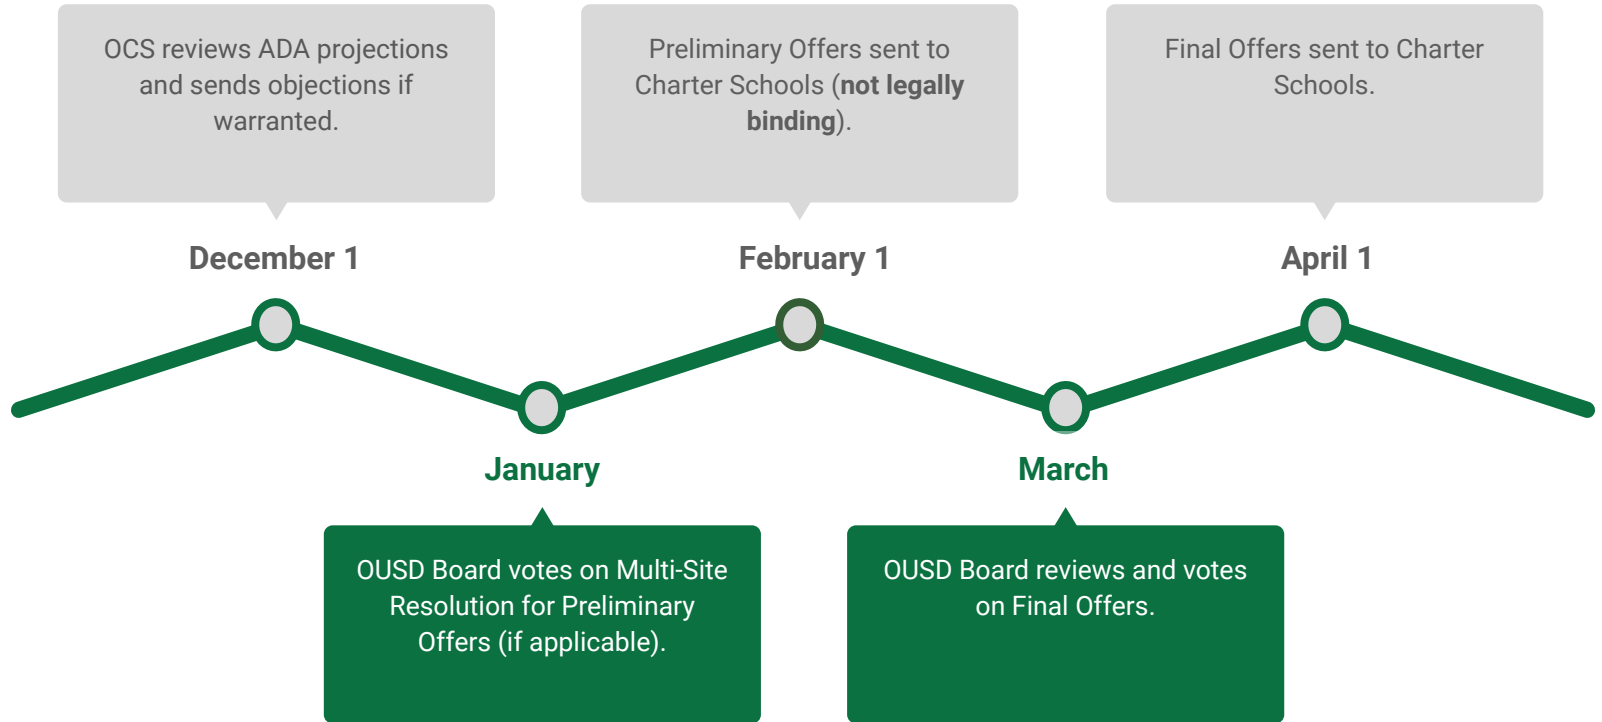 OCS reviews ADA projections
and sends objections if
warranted.
December 1
OUSD Board votes on Multi-Site
Resolution for Preliminary
Offers (if applicable).
January
Preliminary Offers sent to
Charter Schools (not legally
binding).
February 1
OUSD Board reviews and votes
on Final Offers.
March
Final Offers sent to Charter
Schools.
April 1